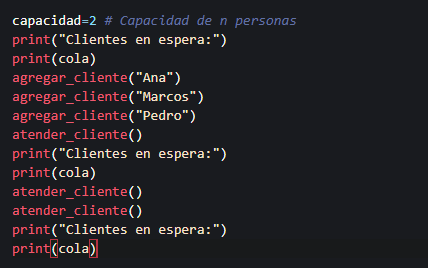 capacidad=2 # Capacidad de n personas
print("Clientes en espera:")
print(cola)
agregar_cliente("Ana")
agregar_cliente("Marcos")
agregar_cliente("Pedro")
atender_cliente()
print("Clientes en espera:")
print(cola)
atender_cliente()
atender_cliente()
print("Clientes en espera:")
print(cola)